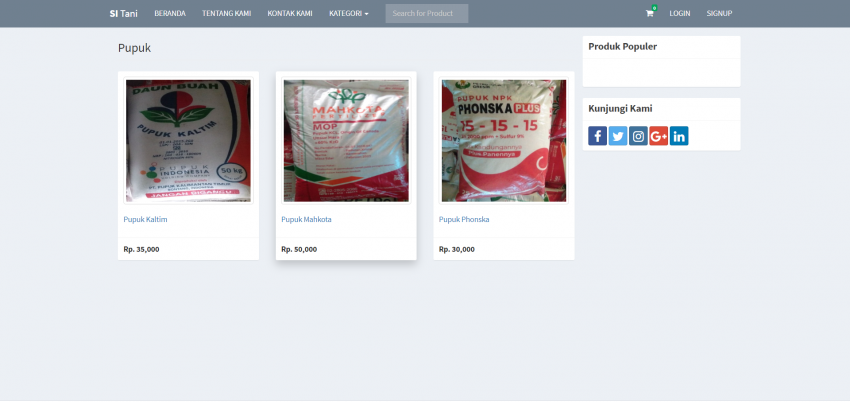 SI Tani BERANDA TENTANG KAMI KONTAK KAMI KATEGORI Search for Product LOGIN SIGNUP
Pupuk
Produk Populer
Kunjungi Kami
DAUN BUAH
PUPUK KALTIM
PUPUK
INDONESIA
50 kg
MAHKOTA
FERTILIZER
MOP
PUPUK NPK
PHONSKA PLUS
15 - 15 - 15
Pupuk Kaltim
Rp. 35,000
Pupuk Mahkota
Rp. 50,000
Pupuk Phonska
Rp. 30,000